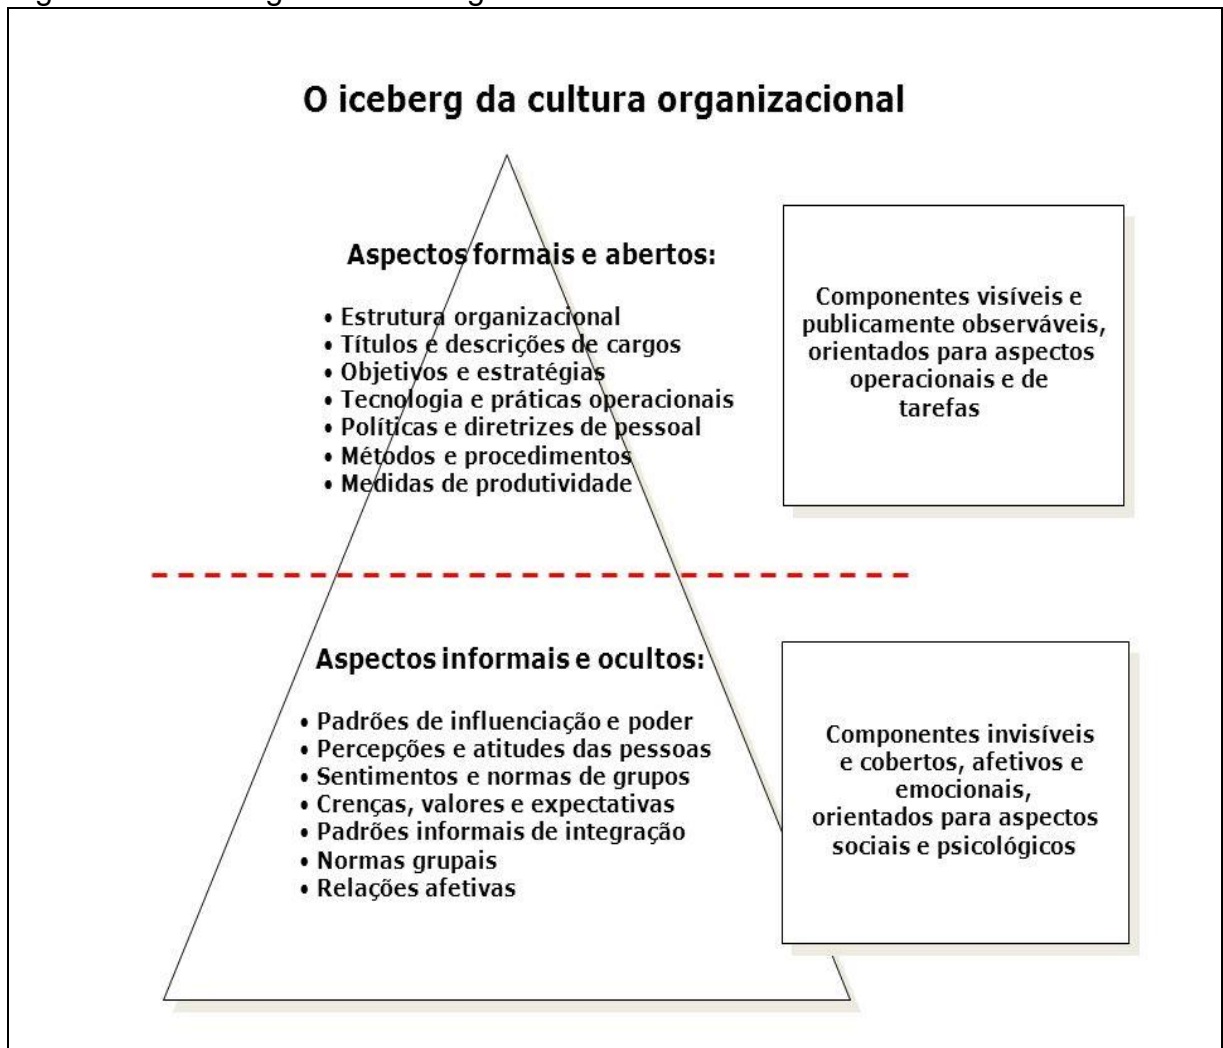 O iceberg da cultura organizacional
Aspectos formais e abertos:
• Estrutura organizacional
• Títulos e descrições de cargos
• Objetivos e estratégias
• Tecnologia e práticas operacionais
• Políticas e diretrizes de pessoal
• Métodos e procedimentos
• Medidas de produtividade
Componentes visíveis e
publicamente observáveis,
orientados para aspectos
operacionais e de
tarefas
Aspectos informais e ocultos:
• Padrões de influenciação e poder
• Percepções e atitudes das pessoas
• Sentimentos e normas de grupos
• Crenças, valores e expectativas
• Padrões informais de integração
• Normas grupais
• Relações afetivas
Componentes invisíveis
e cobertos, afetivos e
emocionais,
orientados para aspectos
sociais e psicológicos